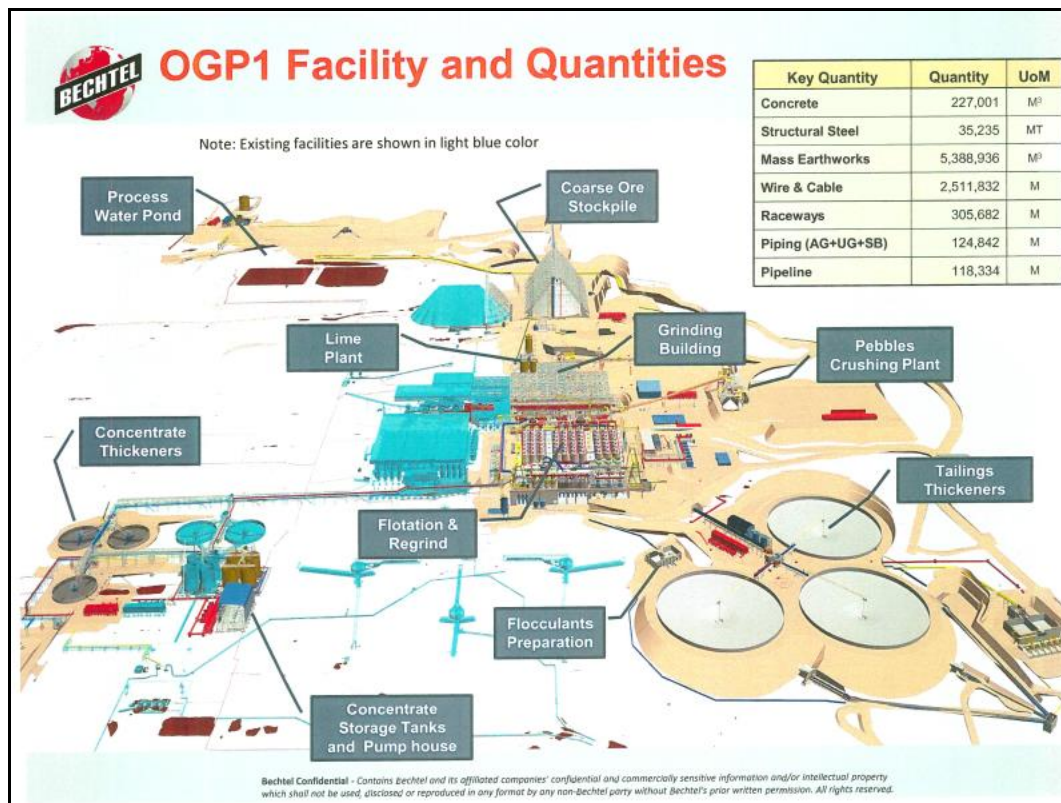 BECHTEL
OGP1 Facility and Quantities
Note: Existing facilities are shown in light blue color
Key Quantity Quantity UoM
Concrete 227,001 M³
Structural Steel 35,235 MT
Mass Earthworks 5,388,936 M³
Wire & Cable 2,511,832 M
Raceways 305,682 M
Piping (AG+UG+SB) 124,842 M
Pipeline 118,334 M
Process
Water Pond
Coarse Ore
Stockpile
Lime
Plant
Grinding
Building
Pebbles
Crushing Plant
Concentrate
Thickeners
Tailings
Thickeners
Flotation &
Regrind
Flocculants
Preparation
Concentrate
Storage Tanks
and Pump house
Bechtel Confidential - Contains Bechtel and its affiliated companies' confidential and commercially sensitive information and/or intellectual property
which shall not be used, disclosed or reproduced in any format by any non-Bechtel party without Bechtel's prior written permission. All rights reserved.